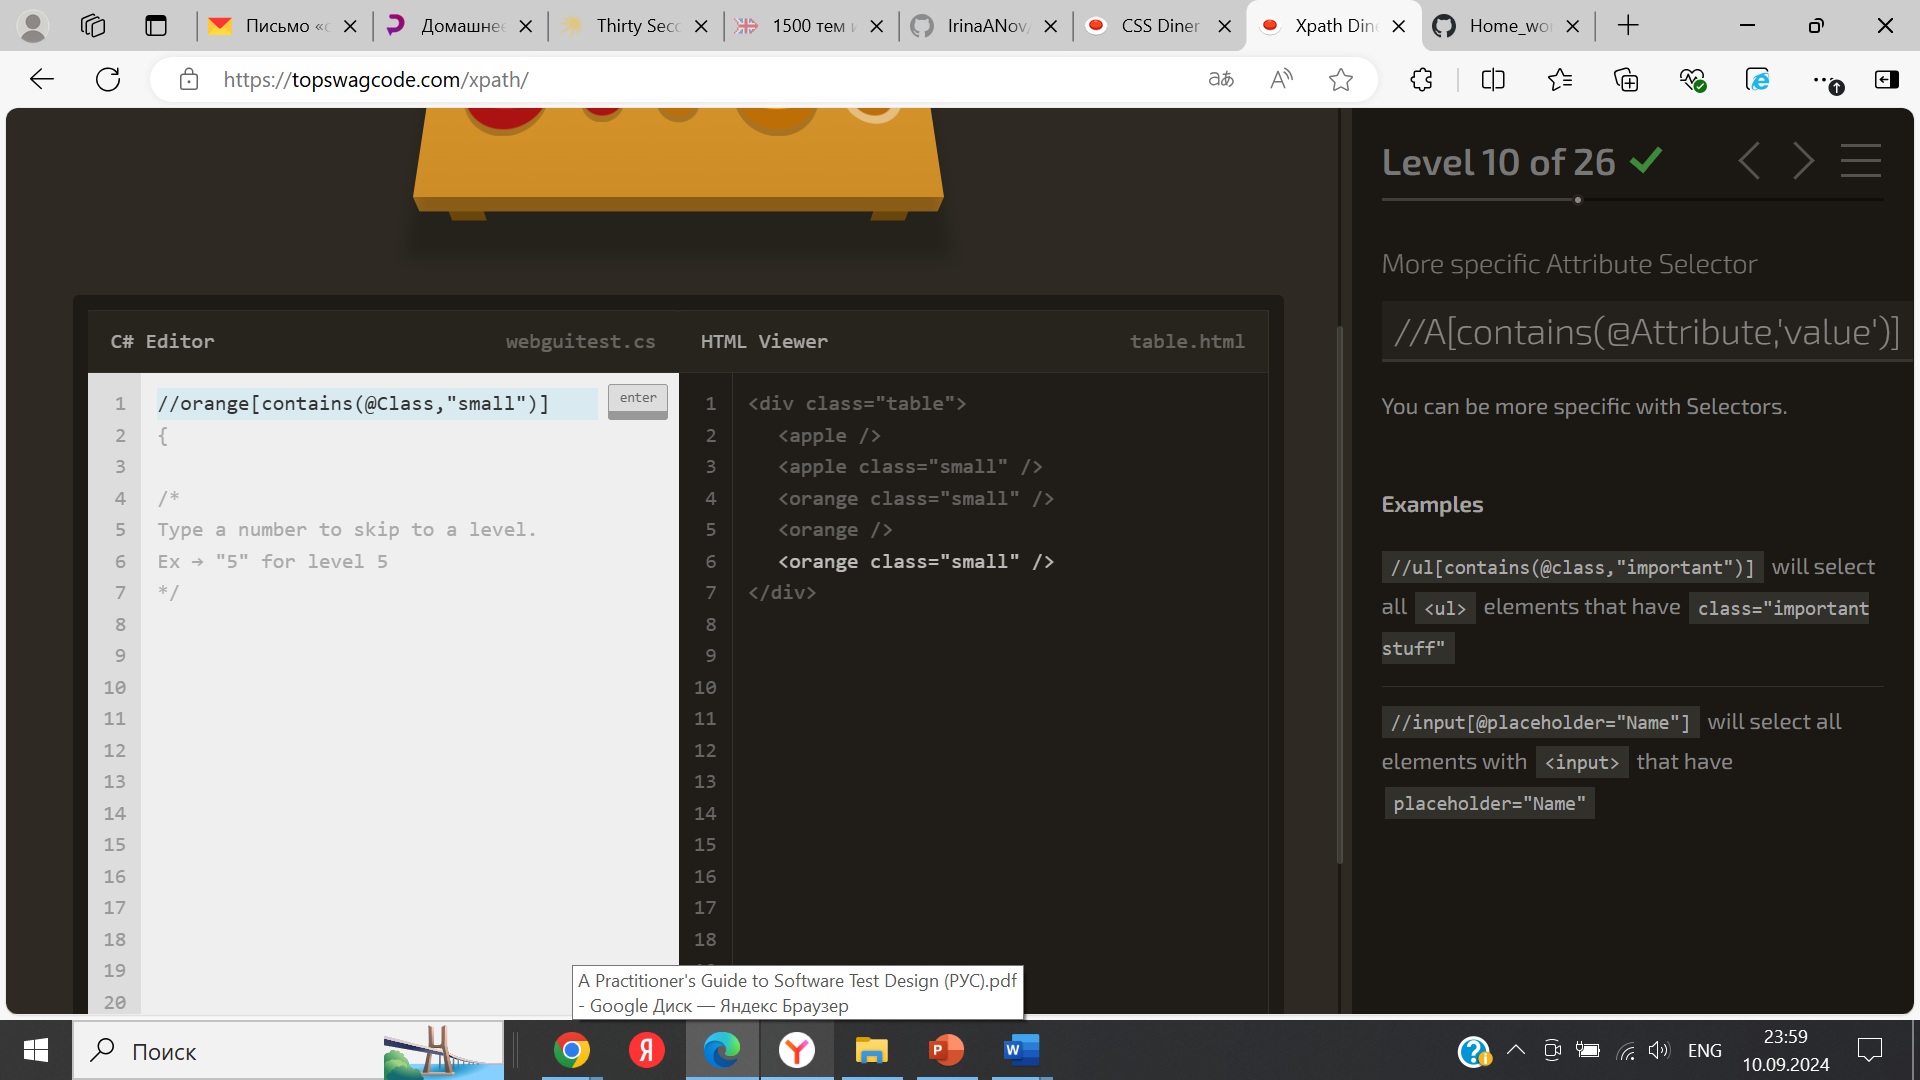 Письмо «с
Домашнее
Thirty Seco
1500 тем и
IrinaANov
CSS Diner
Xpath Dine
Home_wor
https://topswagcode.com/xpath/
Level 10 of 26
More specific Attribute Selector
//A[contains(@Attribute,'value')]
You can be more specific with Selectors.
Examples
//ul[contains(@class,"important")] will select
all <ul> elements that have class="important
stuff"
//input[@placeholder="Name"] will select all
elements with <input> that have
placeholder="Name"
C# Editor webguitest.cs
HTML Viewer table.html
1 //orange[contains(@Class,"small")] enter
2 {
3
4 /*
5 Type a number to skip to a level.
6 Ex → "5" for level 5
7 */
8
9
10
11
12
13
14
15
16
17
18
19
20
1 <div class="table">
2 <apple />
3 <apple class="small" />
4 <orange class="small" />
5 <orange />
6 <orange class="small" />
7 </div>
8
9
10
11
12
13
14
15
16
17
18
A Practitioner's Guide to Software Test Design (РУС).pdf
- Google Диск — Яндекс Браузер
Поиск
ENG
23:59
10.09.2024